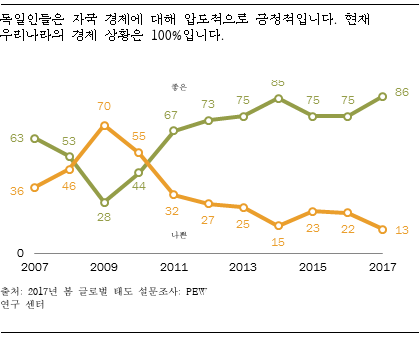 독일인들은 자국 경제에 대해 압도적으로 긍정적입니다. 현재
우리나라의 경제 상황은 100%입니다.
좋은
63 53 28 44 67 73 75 85 75 75 86
36 46 70 55 32 27 25 15 23 22 13
나쁜
0
2007 2009 2011 2013 2015 2017
출처: 2017년 봄 글로벌 태도 설문조사: PEW
연구 센터